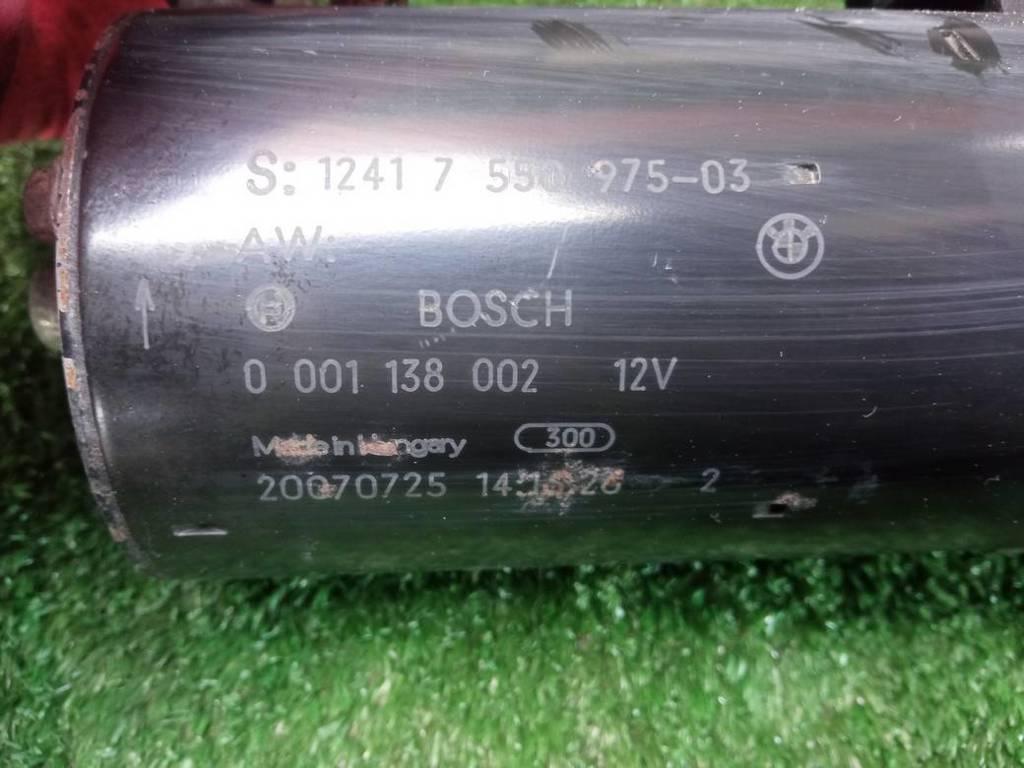 S: 1241 7 550 975-03
AW:
BOSCH
0 001 138 002 12V
Made in Hungary 300
20070725 2